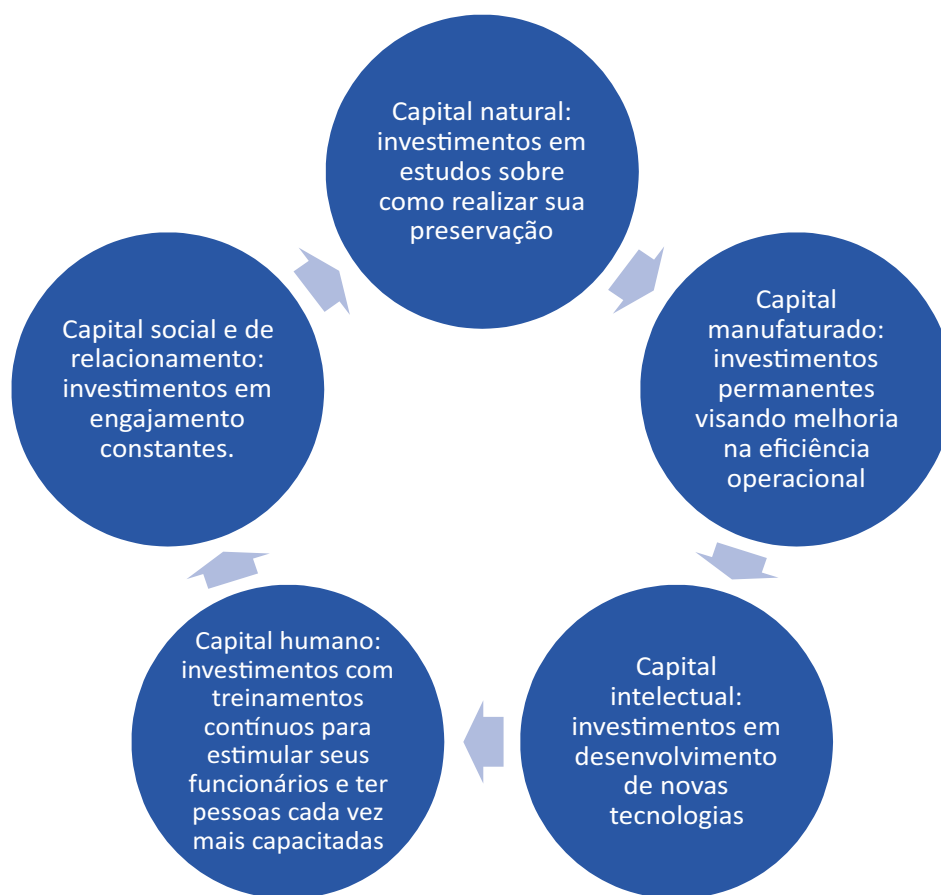 Capital natural:
investimentos em
estudos sobre
como realizar sua
preservação
Capital
manufaturado:
investimentos
permanentes
visando melhoria
na eficiência
operacional
Capital
intelectual:
investimentos em
desenvolvimento
de novas
tecnologias
Capital humano:
investimentos com
treinamentos
contínuos para
estimular seus
funcionários e ter
pessoas cada vez
mais capacitadas
Capital social e de
relacionamento:
investimentos em
engajamento
constantes.